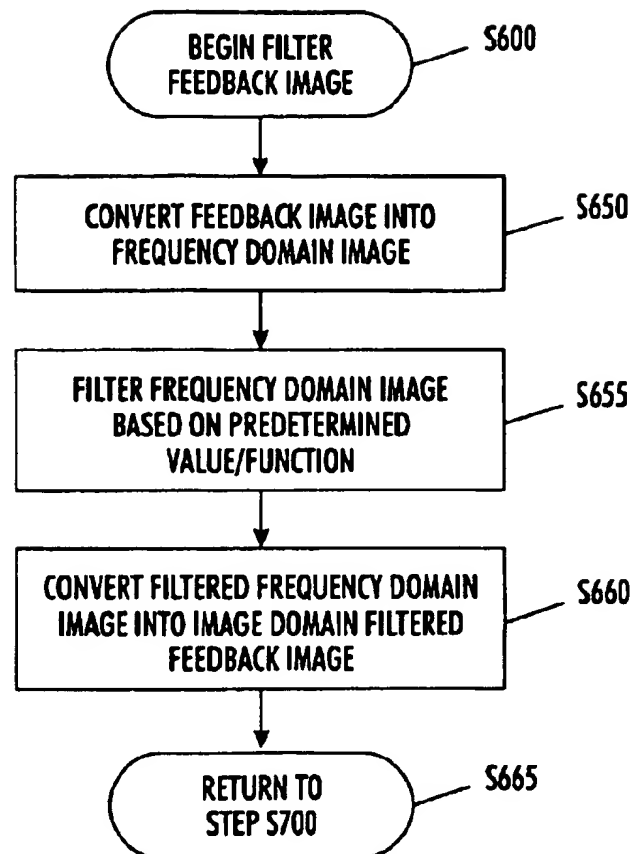 BEGIN FILTER
FEEDBACK IMAGE
S600
CONVERT FEEDBACK IMAGE INTO
FREQUENCY DOMAIN IMAGE
S650
FILTER FREQUENCY DOMAIN IMAGE
BASED ON PREDETERMINED
VALUE/FUNCTION
S655
CONVERT FILTERED FREQUENCY DOMAIN
IMAGE INTO IMAGE DOMAIN FILTERED
FEEDBACK IMAGE
S660
RETURN TO
STEP S700
S665